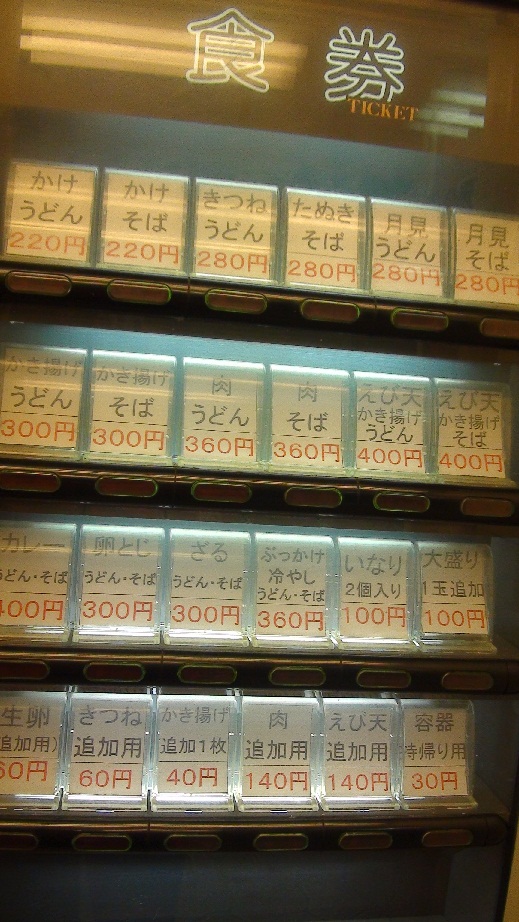 食券
TICKET
かけ
うどん
220円
かけ
そば
220円
きつね
うどん
280円
たぬき
そば
280円
月見
うどん
280円
月見
そば
280円
かき揚げ
うどん
300円
かき揚げ
そば
300円
肉
うどん
360円
肉
そば
360円
えび天
かき揚げ
うどん
400円
えび天
かき揚げ
そば
400円
カレー
うどん・そば
400円
卵とじ
うどん・そば
300円
ざる
うどん・そば
300円
ぶっかけ
冷やし
うどん・そば
360円
いなり
2個入り
100円
大盛り
1玉追加
100円
生卵
追加用)
60円
きつね
追加用
60円
かき揚げ
追加1枚
40円
肉
追加用
140円
えび天
追加用
140円
容器
持帰り用
30円